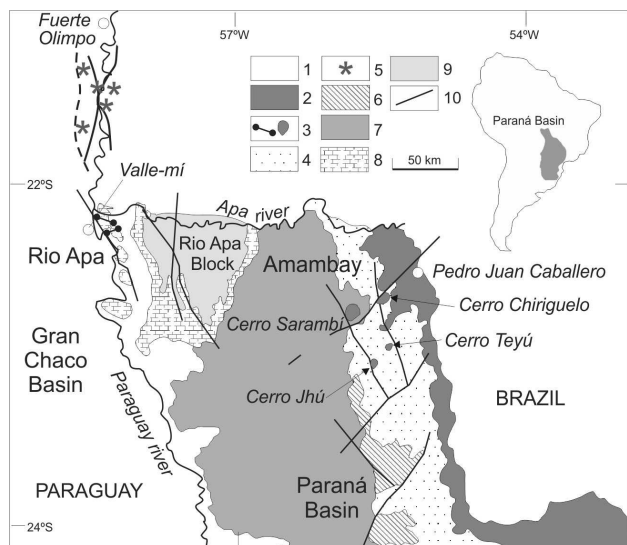 Fuerte
Olimpo
57ºW
54ºW
1
5
9
2
6
10
3
7
4
8
50 km
Paraná Basin
Valle-mí
22ºS
Apa river
Rio Apa
Rio Apa
Block
Amambay
Pedro Juan Caballero
Cerro Chiriguelo
Cerro Sarambí
Cerro Teyú
Gran
Chaco
Basin
Cerro Jhú
BRAZIL
Paraguay river
PARAGUAY
Paraná
Basin
24ºS